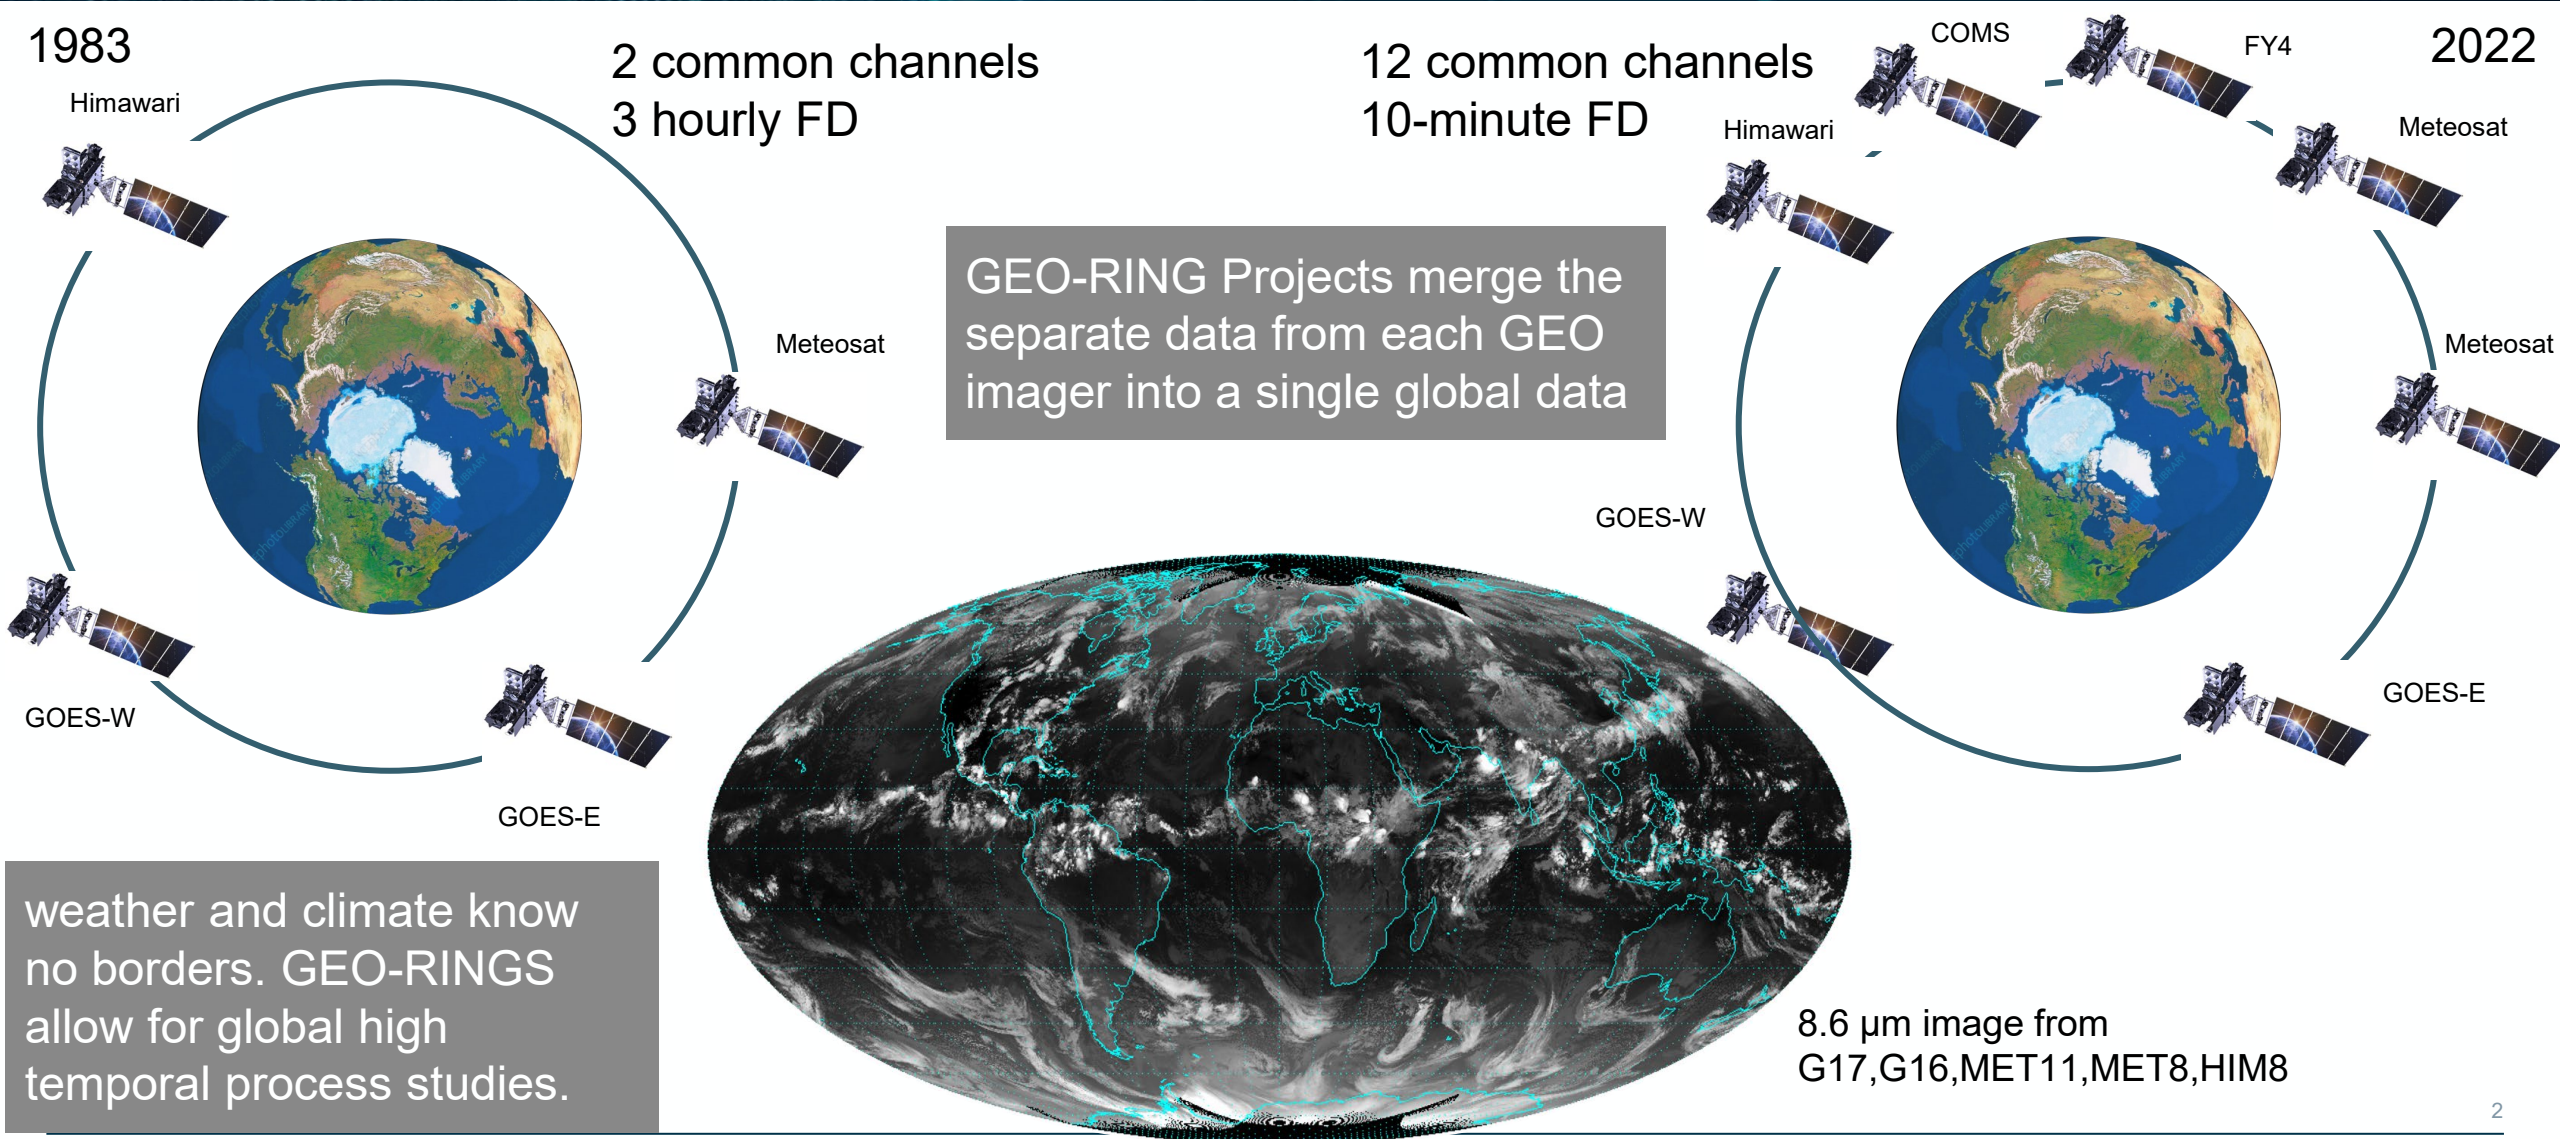 1983
Himawari
2 common channels
3 hourly FD
Meteosat
GOES-W
GOES-E
12 common channels
10-minute FD
COMS
FY4
2022
Himawari
Meteosat
Meteosat
GOES-W
GOES-E
GEO-RING Projects merge the
separate data from each GEO
imager into a single global data
weather and climate know
no borders. GEO-RINGS
allow for global high
temporal process studies.
8.6 µm image from
G17,G16,MET11,MET8,HIM8
2